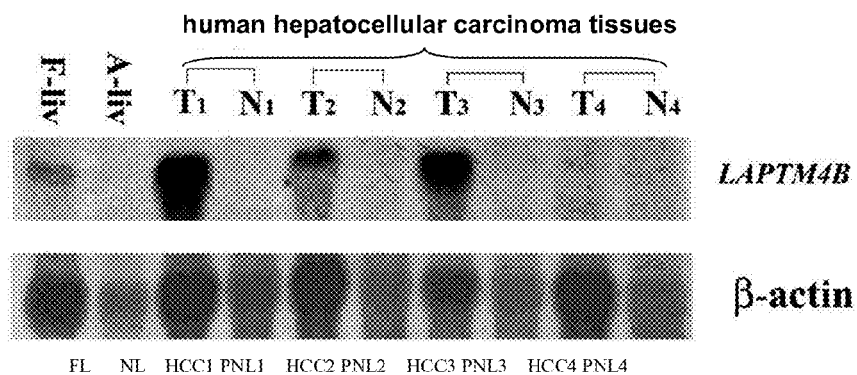 human hepatocellular carcinoma tissues
F-liv A-liv T1 N1 T2 N2 T3 N3 T4 N4
LAPTM4B
β-actin
FL NL HCC1 PNL1 HCC2 PNL2 HCC3 PNL3 HCC4 PNL4